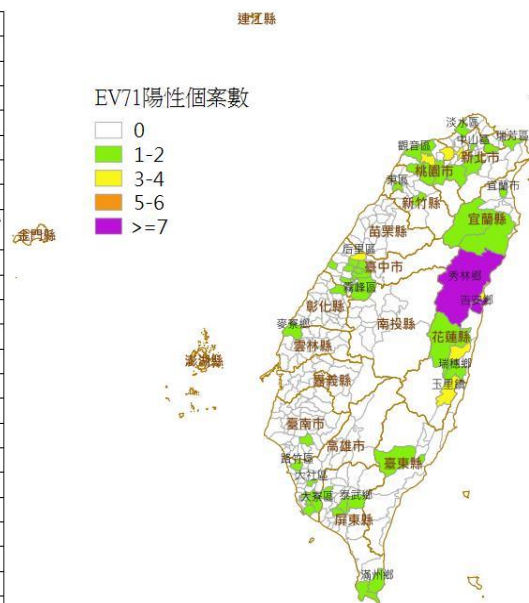 連江縣
EV71陽性個案數
0
1-2
3-4
5-6
>=7
淡水區
中山區
瑞芳區
觀音區
新北市
桃園市
東區
宜蘭市
新竹縣
宜蘭縣
苗栗縣
金門縣
后里區
臺中市
秀林鄉
霧峰區
吉安鄉
彰化縣
南投縣
麥寮鄉
花蓮縣
雲林縣
澎湖縣
瑞穗鄉
嘉義縣
玉里鎮
臺南市
高雄市
路竹區
臺東縣
大社區
大寮區
泰武鄉
屏東縣
滿州鄉